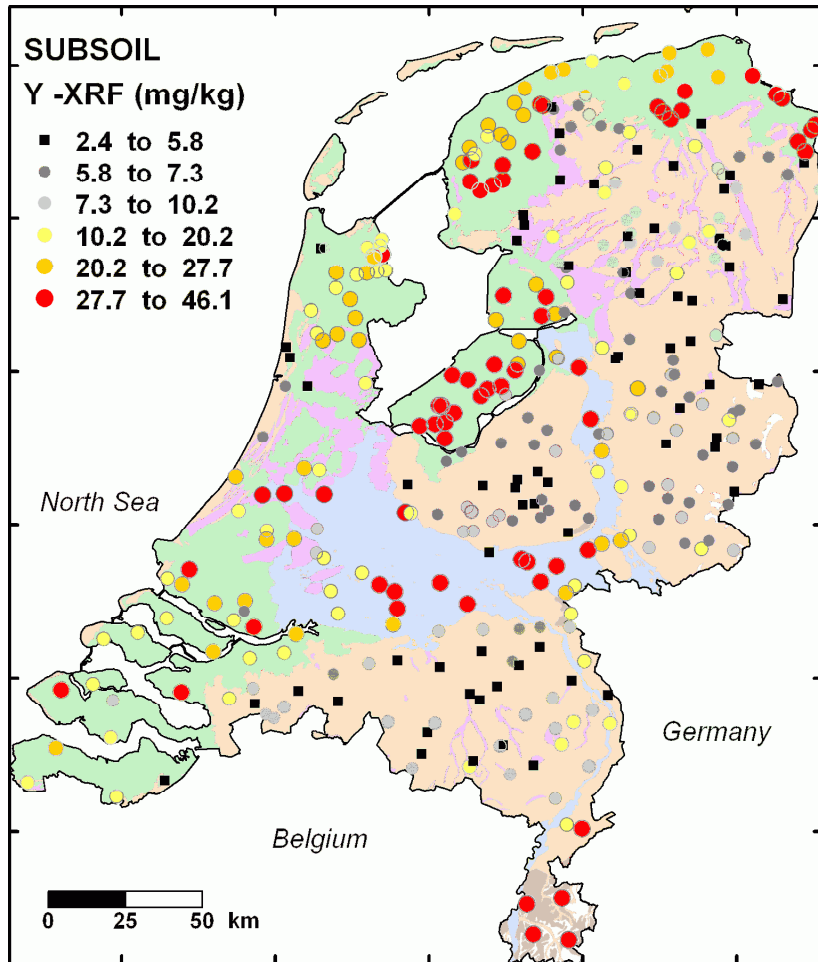 SUBSOIL
Y -XRF (mg/kg)
2.4 to 5.8
5.8 to 7.3
7.3 to 10.2
10.2 to 20.2
20.2 to 27.7
27.7 to 46.1
North Sea
Germany
Belgium
0 25 50 km